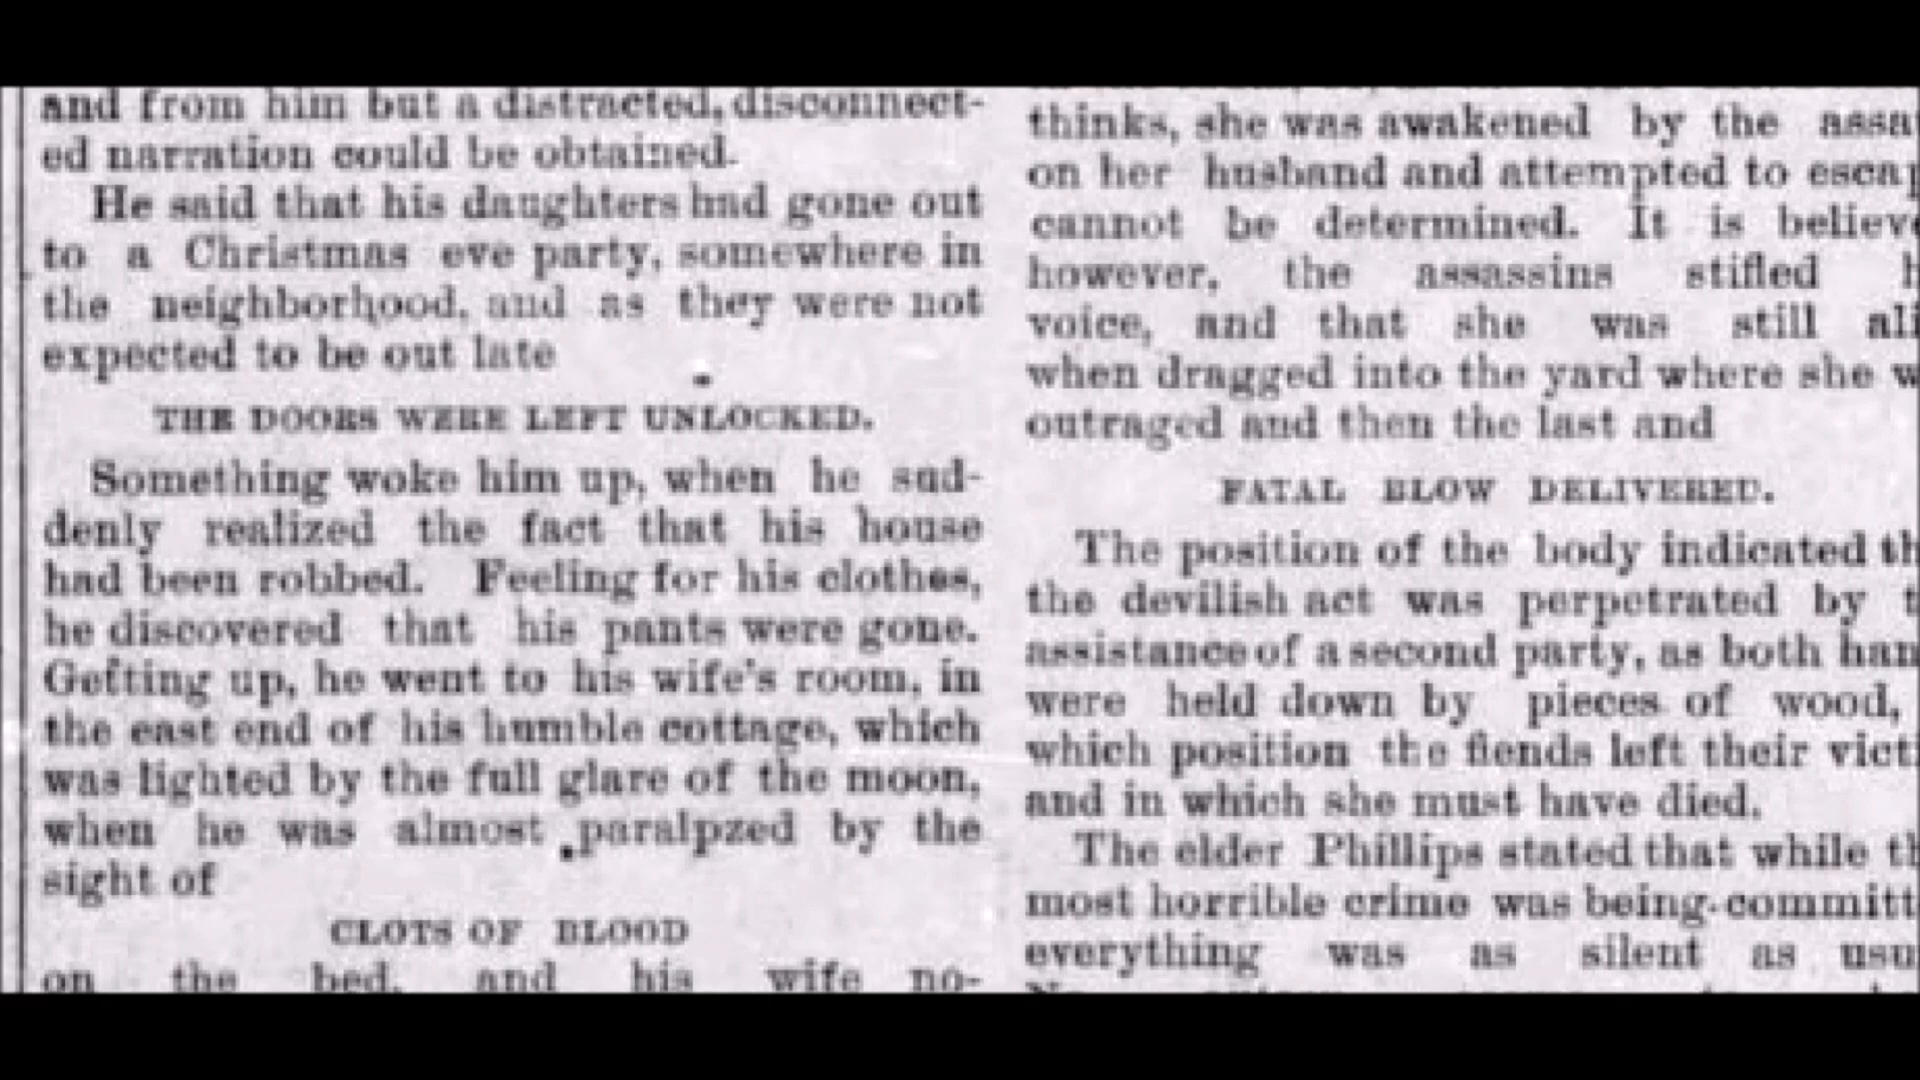 and from him but a distracted, disconnect-
ed narration could be obtained.
He said that his daughters had gone out
to a Christmas eve party, somewhere in
the neighborhood, and as they were not
expected to be out late
THE DOORS WERE LEFT UNLOCKED.
Something woke him up, when he sud-
denly realized the fact that his house
had been robbed. Feeling for his clothes,
he discovered that his pants were gone.
Getting up, he went to his wife's room, in
the east end of his humble cottage, which
was lighted by the full glare of the moon,
when he was almost paralpzed by the
sight of
CLOTS OF BLOOD
on the bed, and his wife no-
thinks, she was awakened by the assa
on her husband and attempted to escap
cannot be determined. It is believe
however, the assassins stifled h
voice, and that she was still ali
when dragged into the yard where she w
outraged and then the last and
FATAL BLOW DELIVERED.
The position of the body indicated th
the devilish act was perpetrated by t
assistance of a second party, as both han
were held down by pieces of wood,
which position the fiends left their victi
and in which she must have died.
The elder Phillips stated that while th
most horrible crime was being committ
everything was as silent as usu